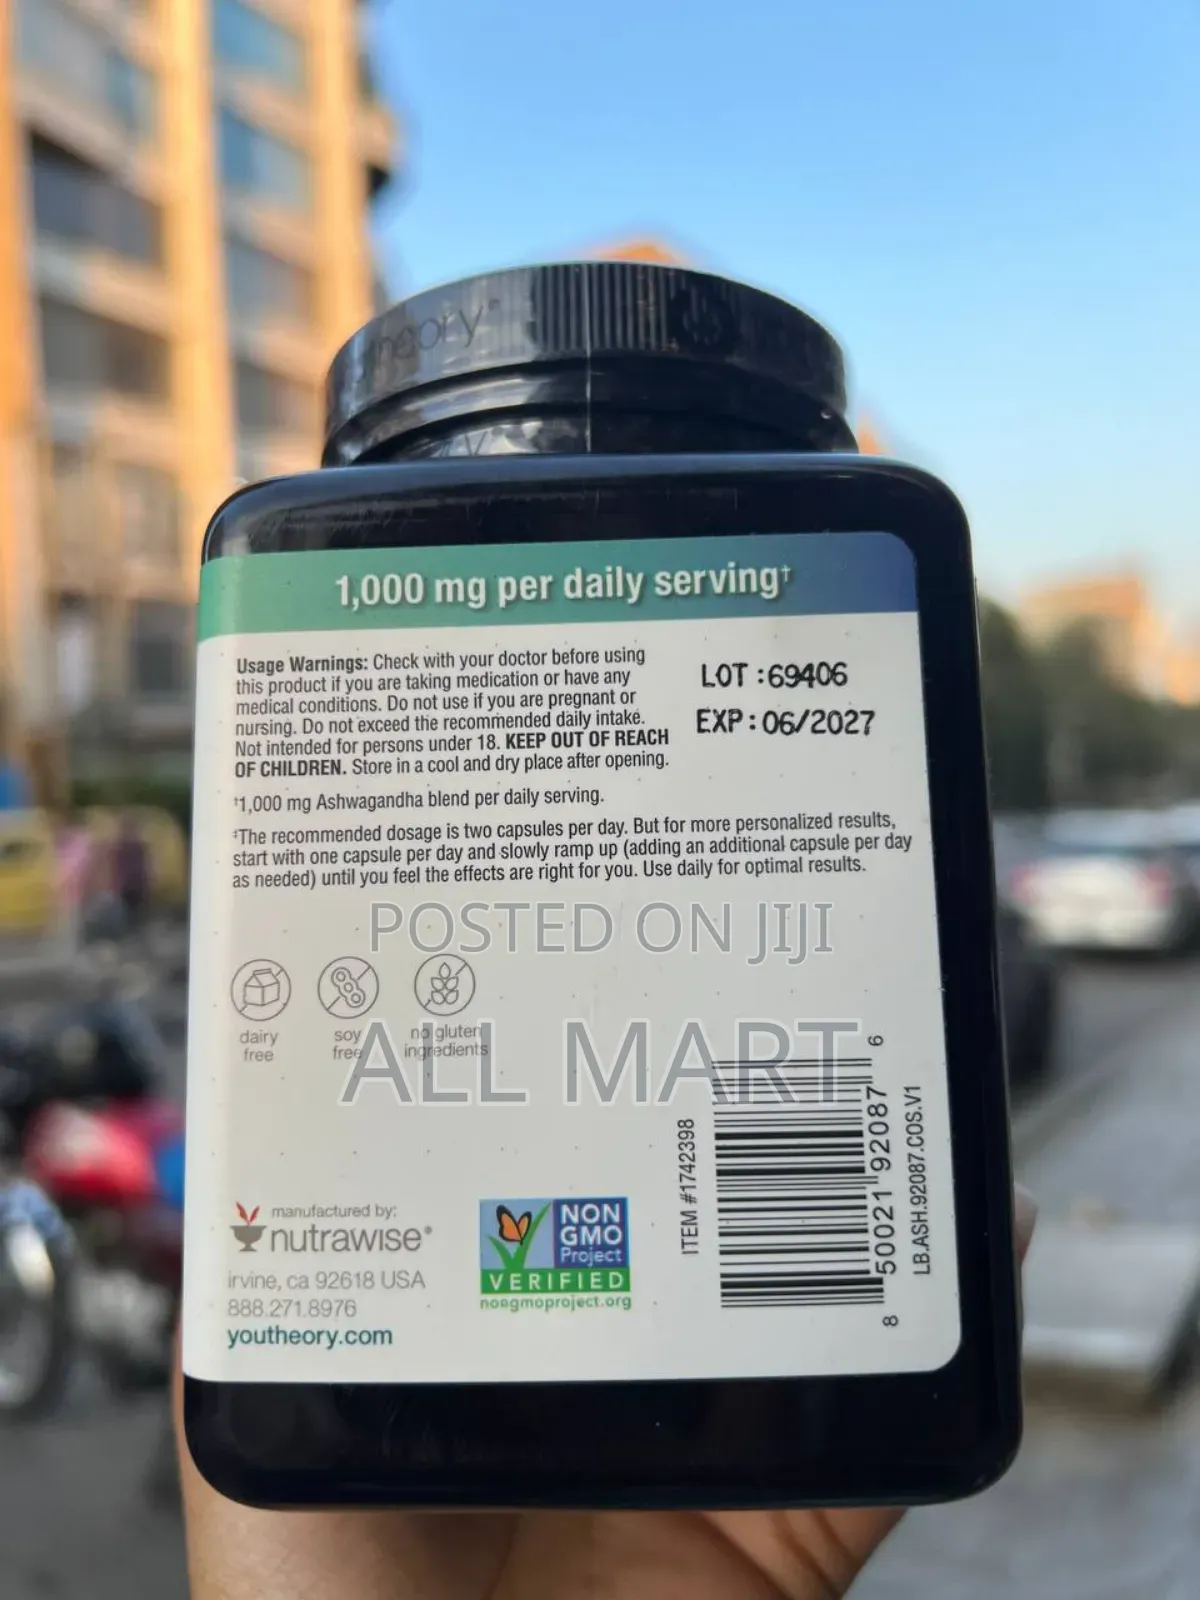 theory®
1,000 mg per daily serving†
Usage Warnings: Check with your doctor before using
this product if you are taking medication or have any
medical conditions. Do not use if you are pregnant or
nursing. Do not exceed the recommended daily intake.
Not intended for persons under 18. KEEP OUT OF REACH
OF CHILDREN. Store in a cool and dry place after opening.
LOT :69406
EXP : 06/2027
†1,000 mg Ashwagandha blend per daily serving.
‡The recommended dosage is two capsules per day. But for more personalized results,
start with one capsule per day and slowly ramp up (adding an additional capsule per day
as needed) until you feel the effects are right for you. Use daily for optimal results.
POSTED ON JIJI
dairy
free
soy
free
no gluten
ingredients
ALL MART
manufactured by:
nutrawise®
irvine, ca 92618 USA
888.271.8976
youtheory.com
NON
GMO
Project
VERIFIED
nongmoproject.org
ITEM #1742398
8 50021 92087 6
LB.ASH.92087.COS.V1